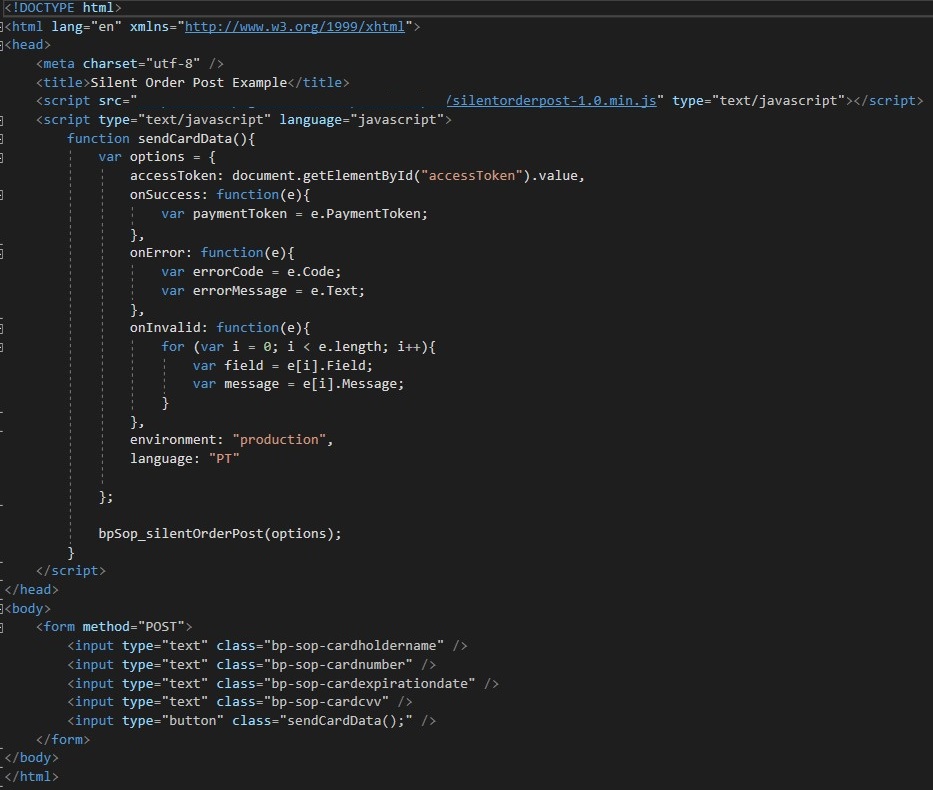 <!DOCTYPE html>
<html lang="en" xmlns="http://www.w3.org/1999/xhtml">
<head>
<meta charset="utf-8" />
<title>Silent Order Post Example</title>
<script src=" /silentorderpost-1.0.min.js" type="text/javascript"></script>
<script type="text/javascript" language="javascript">
function sendCardData(){
var options = {
accessToken: document.getElementById("accessToken").value,
onSuccess: function(e){
var paymentToken = e.PaymentToken;
},
onError: function(e){
var errorCode = e.Code;
var errorMessage = e.Text;
},
onInvalid: function(e){
for (var i = 0; i < e.length; i++){
var field = e[i].Field;
var message = e[i].Message;
}
},
environment: "production",
language: "PT"
};
bpSop_silentOrderPost(options);
}
</script>
</head>
<body>
<form method="POST">
<input type="text" class="bp-sop-cardholdername" />
<input type="text" class="bp-sop-cardnumber" />
<input type="text" class="bp-sop-cardexpirationdate" />
<input type="text" class="bp-sop-cardcvv" />
<input type="button" class="sendCardData();" />
</form>
</body>
</html>